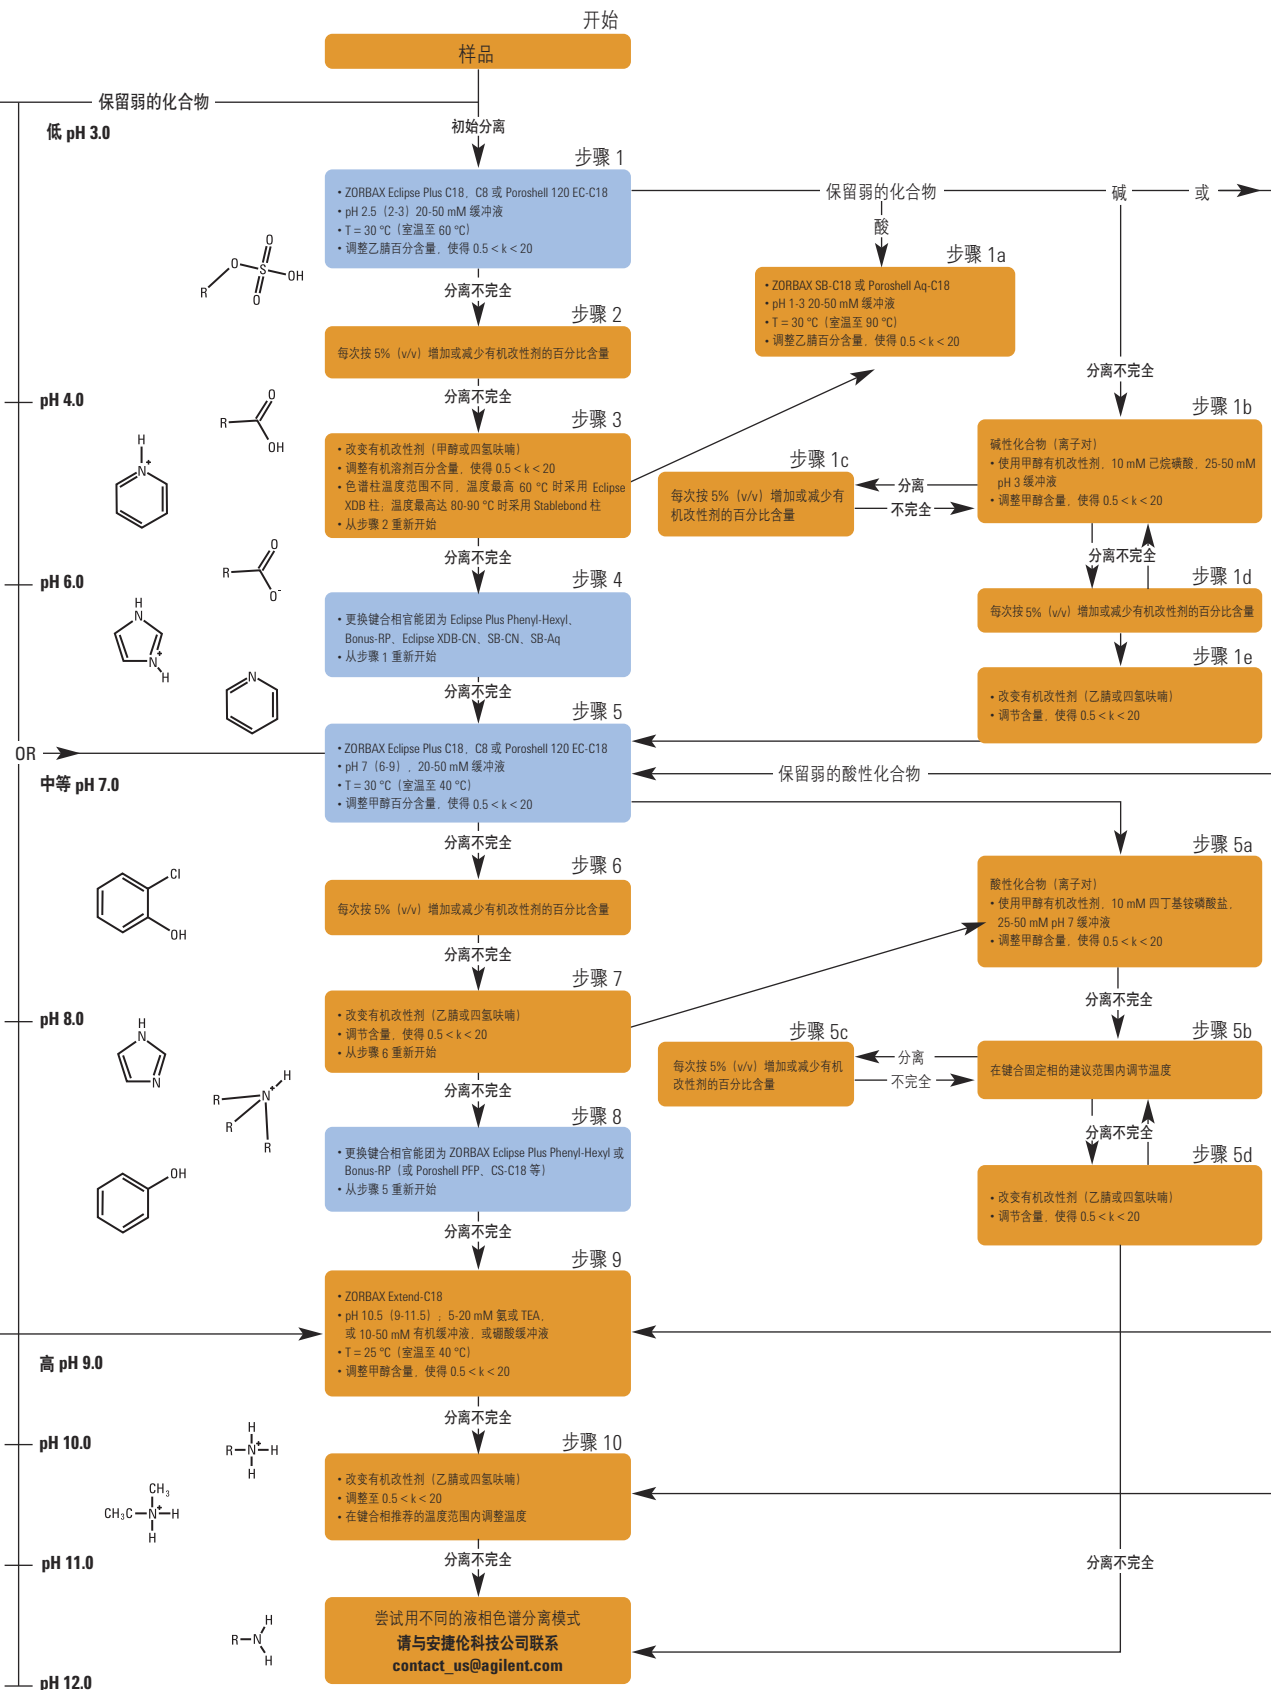 开始
样品
保留弱的化合物
低 pH 3.0
初始分离
步骤 1
• ZORBAX Eclipse Plus C18、C8 或 Poroshell 120 EC-C18
• pH 2.5（2-3）20-50 mM 缓冲液
• T = 30 °C（室温至 60 °C）
• 调整乙腈百分含量，使得 0.5 < k < 20
保留弱的化合物
碱
或
酸
步骤 1a
• ZORBAX SB-C18 或 Poroshell Aq-C18
• pH 1-3 20-50 mM 缓冲液
• T = 30 °C（室温至 90 °C）
• 调整乙腈百分含量，使得 0.5 < k < 20
R
O
S
O
O
OH
分离不完全
步骤 2
每次按 5%（v/v）增加或减少有机改性剂的百分比含量
分离不完全
pH 4.0
分离不完全
步骤 3
• 改变有机改性剂（甲醇或四氢呋喃）
• 调整有机溶剂百分含量，使得 0.5 < k < 20
• 色谱柱温度范围不同，温度最高 60 °C 时采用 Eclipse
XDB 柱；温度最高达 80-90 °C 时采用 Stablebond 柱
• 从步骤 2 重新开始
R
O
OH
H
N
+
步骤 1b
碱性化合物（离子对）
• 使用甲醇有机改性剂，10 mM 己烷磺酸，25-50 mM
pH 3 缓冲液
• 调整甲醇含量，使得 0.5 < k < 20
步骤 1c
每次按 5%（v/v）增加或减少有
机改性剂的百分比含量
分离
不完全
分离不完全
pH 6.0
R
O
O-
分离不完全
步骤 4
• 更换键合相官能团为 Eclipse Plus Phenyl-Hexyl、
Bonus-RP、Eclipse XDB-CN、SB-CN、SB-Aq
• 从步骤 1 重新开始
步骤 1d
每次按 5%（v/v）增加或减少有机改性剂的百分比含量
H
N
N
+
H
N
步骤 1e
• 改变有机改性剂（乙腈或四氢呋喃）
• 调节含量，使得 0.5 < k < 20
分离不完全
步骤 5
• ZORBAX Eclipse Plus C18、C8 或 Poroshell 120 EC-C18
• pH 7（6-9），20-50 mM 缓冲液
• T = 30 °C（室温至 40 °C）
• 调整甲醇百分含量，使得 0.5 < k < 20
OR
中等 pH 7.0
保留弱的酸性化合物
分离不完全
步骤 6
每次按 5%（v/v）增加或减少有机改性剂的百分比含量
Cl
OH
步骤 5a
酸性化合物（离子对）
• 使用甲醇有机改性剂，10 mM 四丁基铵磷酸盐，
25-50 mM pH 7 缓冲液
• 调整甲醇含量，使得 0.5 < k < 20
分离不完全
步骤 7
• 改变有机改性剂（乙腈或四氢呋喃）
• 调节含量，使得 0.5 < k < 20
• 从步骤 6 重新开始
pH 8.0
分离不完全
步骤 5b
在键合固定相的建议范围内调节温度
步骤 5c
每次按 5%（v/v）增加或减少有机
改性剂的百分比含量
分离
不完全
H
N
N
R
R
R
N
+
H
分离不完全
步骤 8
• 更换键合相官能团为 ZORBAX Eclipse Plus Phenyl-Hexyl 或
Bonus-RP（或 Poroshell PFP、CS-C18 等）
• 从步骤 5 重新开始
分离不完全
步骤 5d
• 改变有机改性剂（乙腈或四氢呋喃）
• 调节含量，使得 0.5 < k < 20
OH
分离不完全
步骤 9
• ZORBAX Extend-C18
• pH 10.5（9-11.5）；5-20 mM 氨或 TEA，
或 10-50 mM 有机缓冲液，或硼酸缓冲液
• T = 25 °C（室温至 40 °C）
• 调整甲醇含量，使得 0.5 < k < 20
高 pH 9.0
分离不完全
步骤 10
• 改变有机改性剂（乙腈或四氢呋喃）
• 调整至 0.5 < k < 20
• 在键合相推荐的温度范围内调整温度
pH 10.0
H
R
N
+
H
H
CH3
CH3C
N
+
H
H
分离不完全
pH 11.0
分离不完全
尝试用不同的液相色谱分离模式
请与安捷伦科技公司联系
contact_us@agilent.com
R
N
H
H
pH 12.0